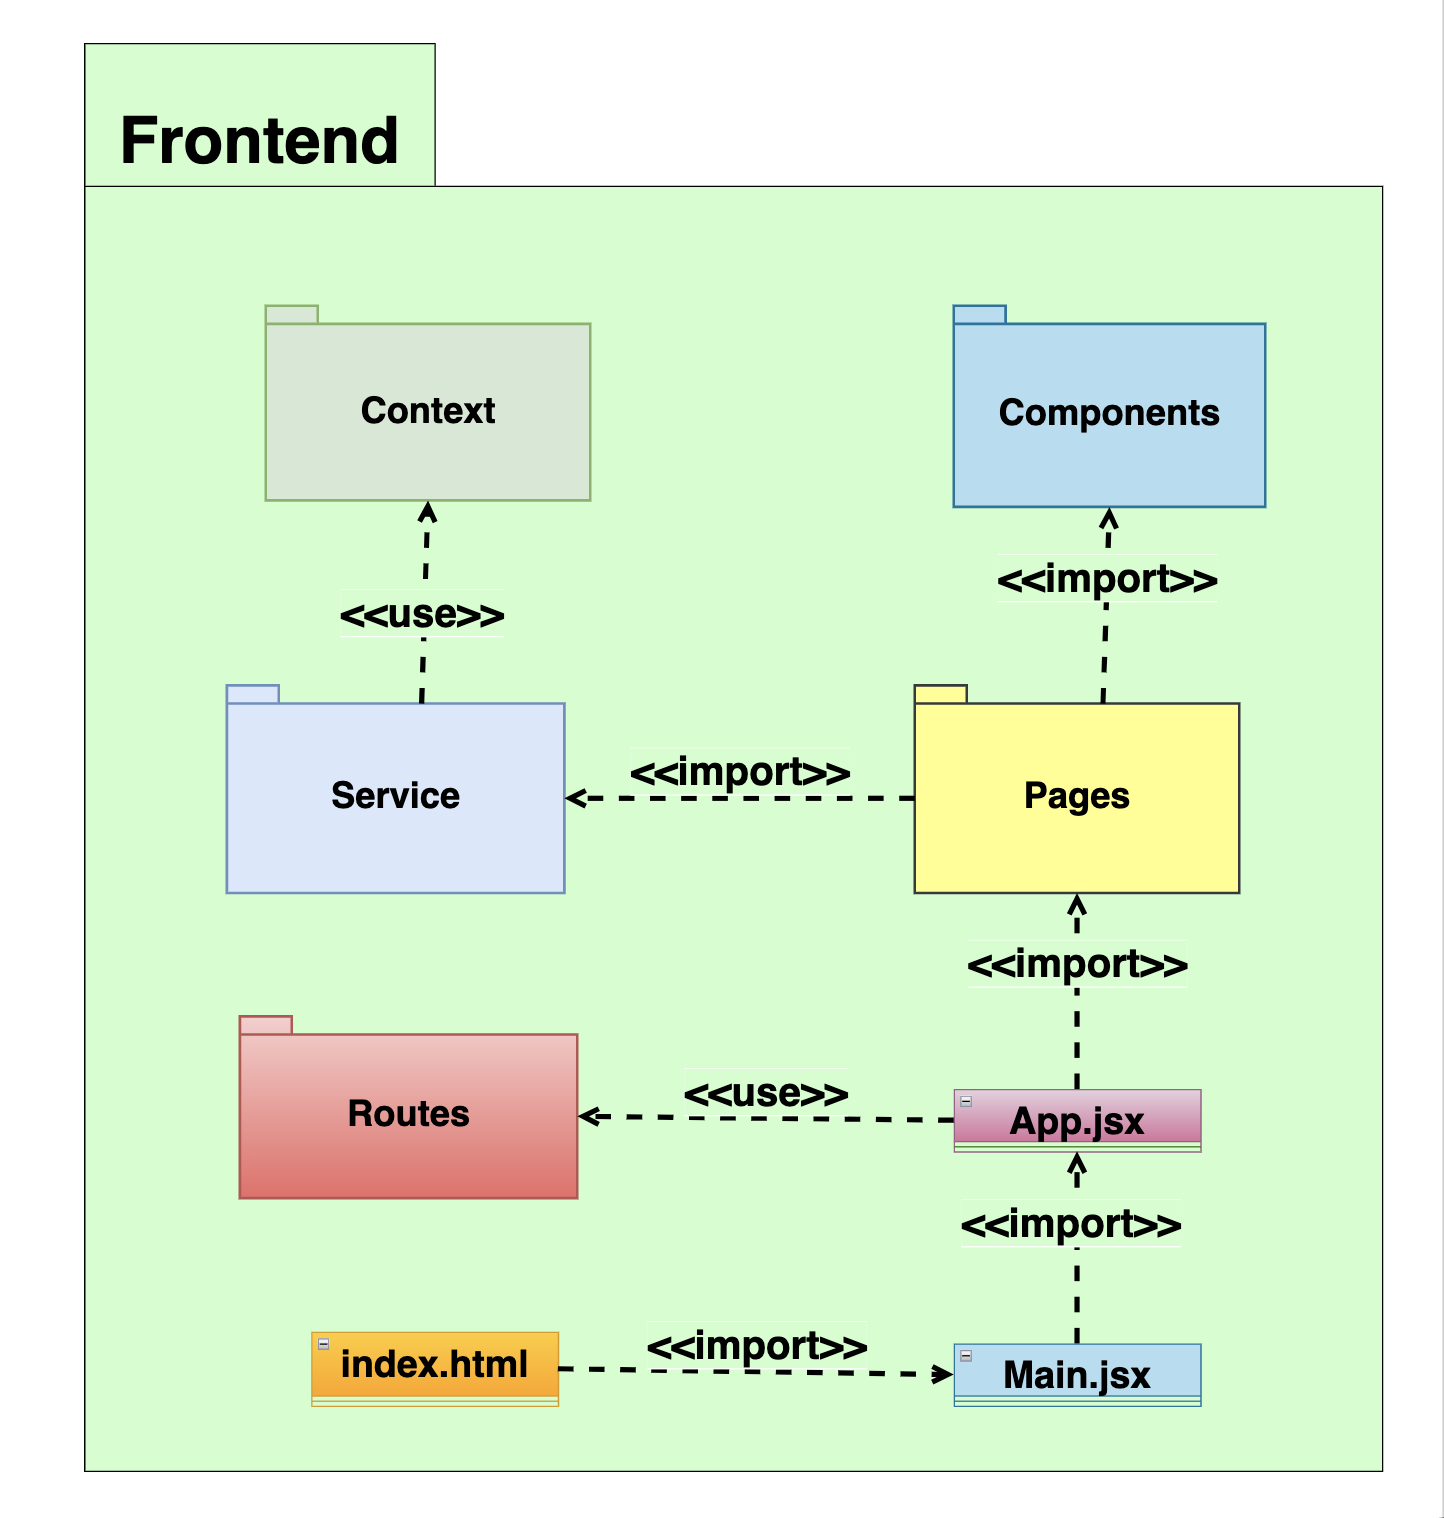 Frontend
Context
Components
<<import>>
<<use>>
<<import>>
Service
Pages
<<import>>
<<use>>
Routes
App.jsx
<<import>>
<<import>>
index.html
Main.jsx